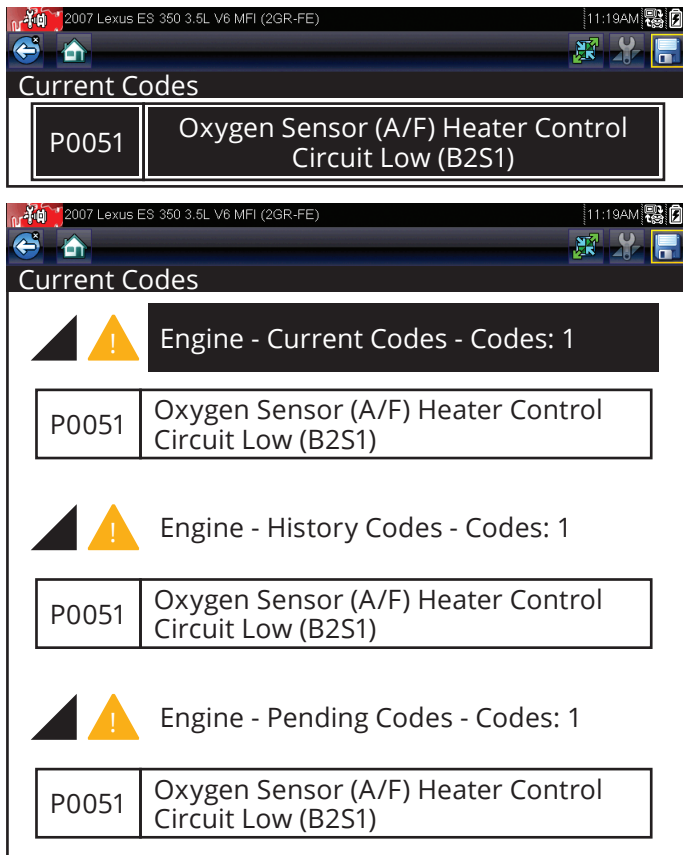 2007 Lexus ES 350 3.5L V6 MFI (2GR-FE) 11:19AM
Current Codes
P0051 Oxygen Sensor (A/F) Heater Control
Circuit Low (B2S1)
2007 Lexus ES 350 3.5L V6 MFI (2GR-FE) 11:19AM
Current Codes
! Engine - Current Codes - Codes: 1
P0051 Oxygen Sensor (A/F) Heater Control
Circuit Low (B2S1)
! Engine - History Codes - Codes: 1
P0051 Oxygen Sensor (A/F) Heater Control
Circuit Low (B2S1)
! Engine - Pending Codes - Codes: 1
P0051 Oxygen Sensor (A/F) Heater Control
Circuit Low (B2S1)